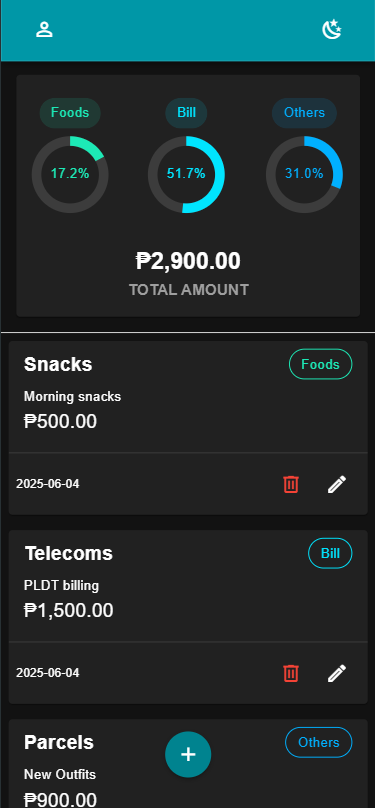 Foods Bill Others
17.2% 51.7% 31.0%
₱2,900.00
TOTAL AMOUNT
Snacks Foods
Morning snacks
₱500.00
2025-06-04
Telecoms Bill
PLDT billing
₱1,500.00
2025-06-04
Parcels Others
New Outfits
₱900.00